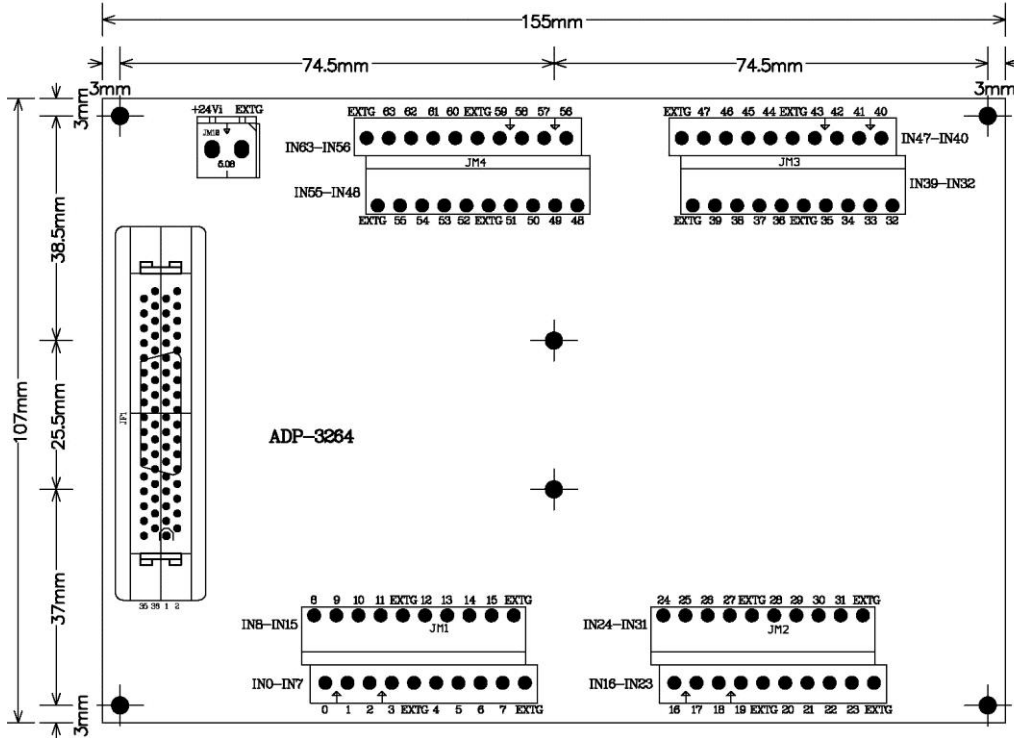 155mm
74.5mm 74.5mm
3mm 3mm
3mm
+24Vi EXTG
JM18
5.08
EXTG 63 62 61 60 EXTG 59 58 57 56
IN63-IN56
JM4
IN55-IN48
EXTG 55 54 53 52 EXTG 51 50 49 48
EXTG 47 46 45 44 EXTG 43 42 41 40
IN47-IN40
JM3
IN39-IN32
EXTG 39 38 37 36 EXTG 35 34 33 32
38.5mm
107mm
25.5mm
JP1
ADP-3264
37mm
35 36 1 2
8 9 10 11 EXTG 12 13 14 15 EXTG
IN8-IN15
JM1
IN0-IN7
0 1 2 3 EXTG 4 5 6 7 EXTG
24 25 26 27 EXTG 28 29 30 31 EXTG
IN24-IN31
JM2
IN16-IN23
16 17 18 19 EXTG 20 21 22 23 EXTG
3mm